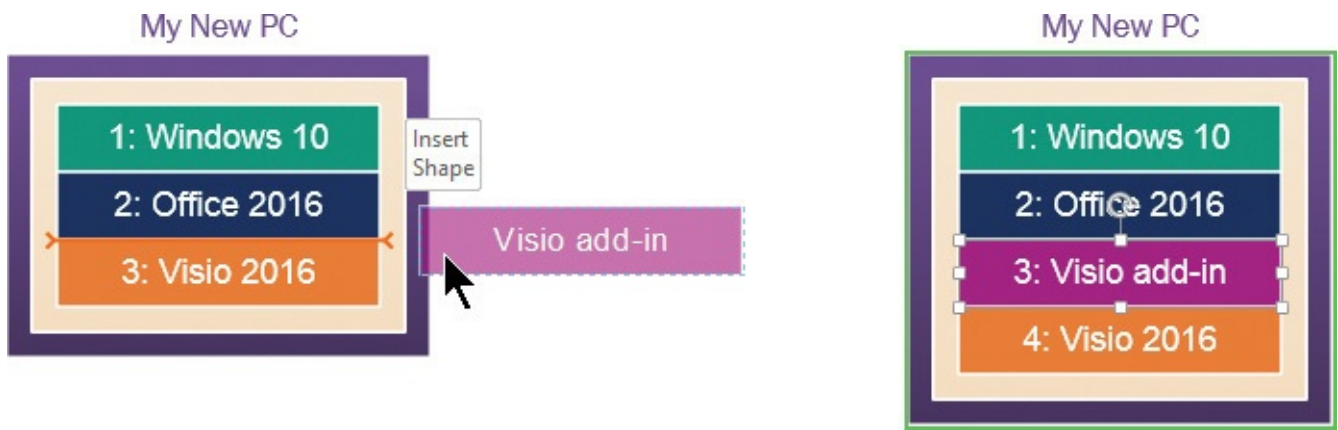 My New PC
1: Windows 10
2: Office 2016
3: Visio 2016
Insert
Shape
Visio add-in
My New PC
1: Windows 10
2: Office 2016
3: Visio add-in
4: Visio 2016